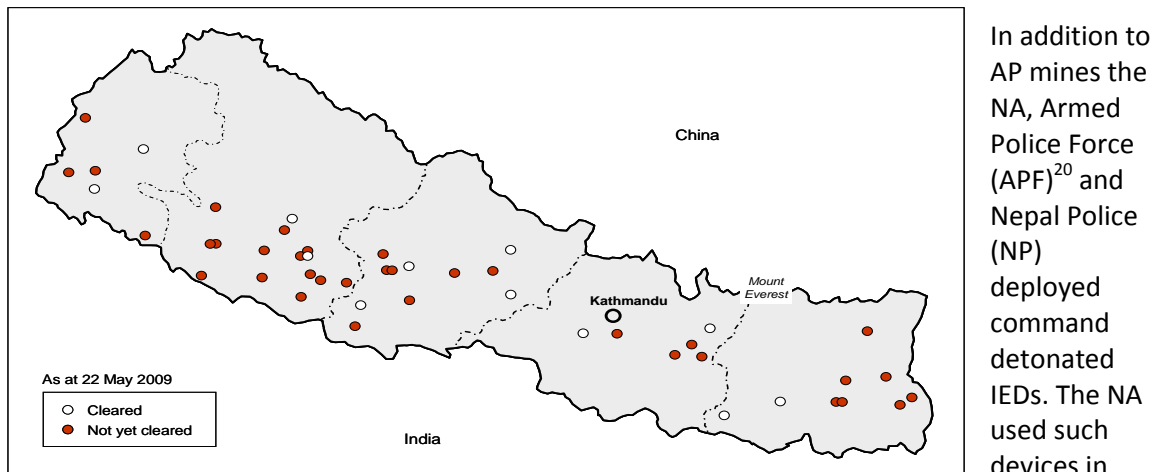 China
Mount
Everest
Kathmandu
As at 22 May 2009
Cleared
Not yet cleared
India
In addition to
AP mines the
NA, Armed
Police Force
(APF)20 and
Nepal Police
(NP)
deployed
command
detonated
IEDs. The NA
used such
devices in